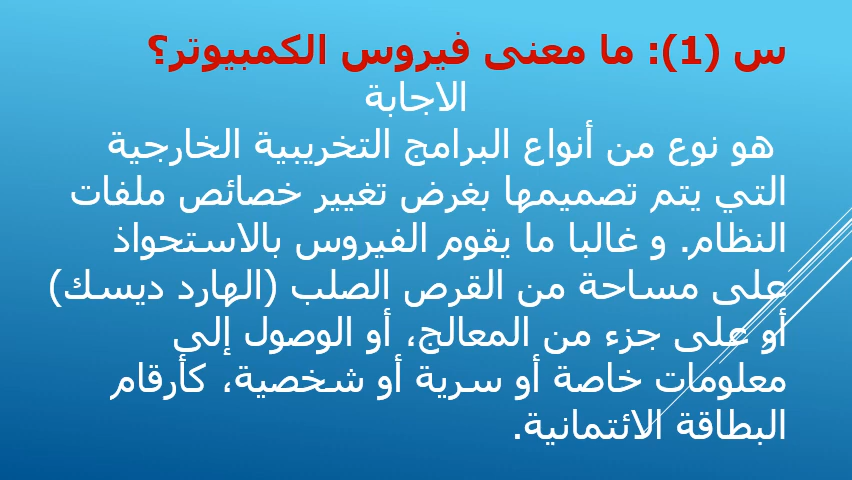 س (1): ما معنى فيروس الكمبيوتر؟
الاجابة
هو نوع من أنواع البرامج التخريبية الخارجية
التي يتم تصميمها بغرض تغيير خصائص ملفات
النظام. و غالبا ما يقوم الفيروس بالاستحواذ
على مساحة من القرص الصلب (الهارد ديسك)
أو على جزء من المعالج، أو الوصول إلى
معلومات خاصة أو سرية أو شخصية، كأرقام
البطاقة الائتمانية.